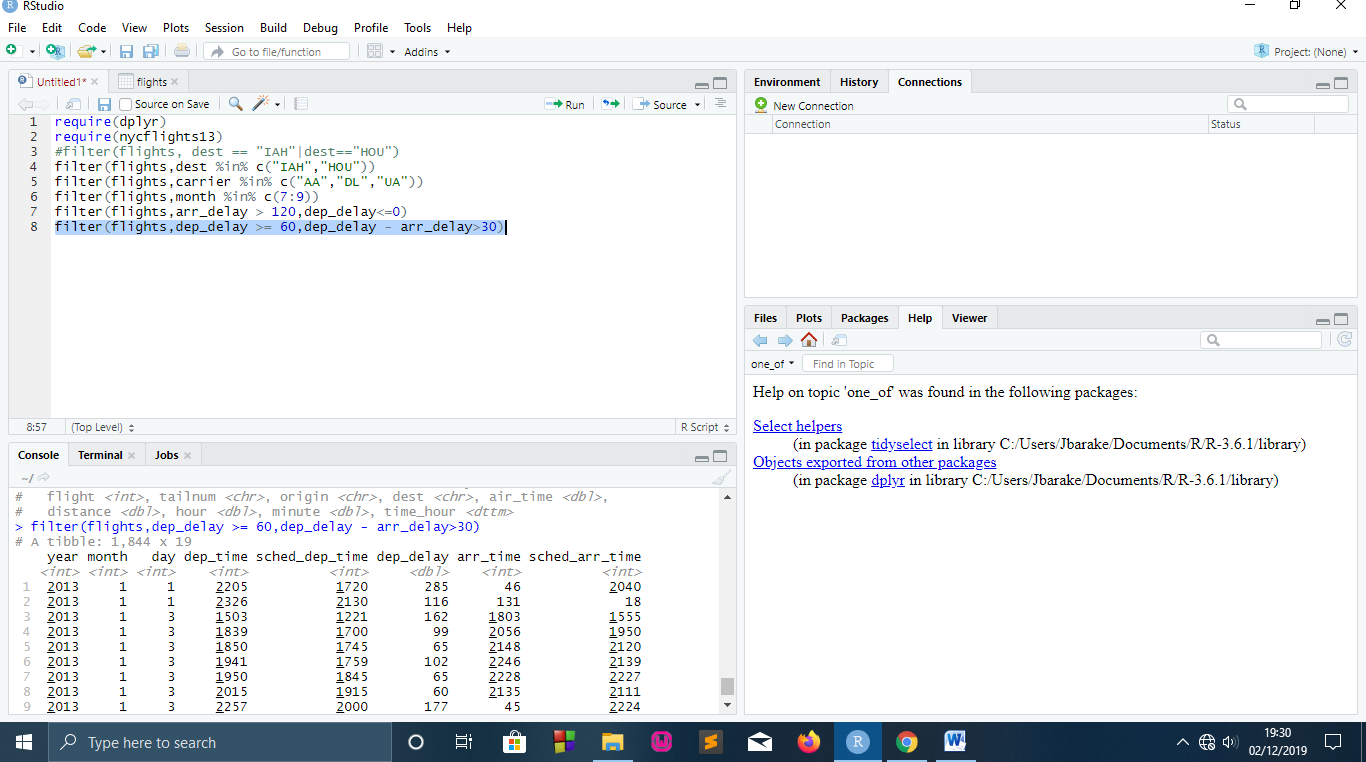 RStudio
File Edit Code View Plots Session Build Debug Profile Tools Help
Go to file/function Addins Project: (None)
Untitled1* flights
Source on Save Run Source
1 require(dplyr)
2 require(nycflights13)
3 #filter(flights, dest == "IAH"|dest=="HOU")
4 filter(flights,dest %in% c("IAH","HOU"))
5 filter(flights,carrier %in% c("AA","DL","UA"))
6 filter(flights,month %in% c(7:9))
7 filter(flights,arr_delay > 120,dep_delay<=0)
8 filter(flights,dep_delay >= 60,dep_delay - arr_delay>30)
8:57 (Top Level) R Script
Console Terminal Jobs
~/
# flight <int>, tailnum <chr>, origin <chr>, dest <chr>, air_time <dbl>,
# distance <dbl>, hour <dbl>, minute <dbl>, time_hour <dttm>
> filter(flights,dep_delay >= 60,dep_delay - arr_delay>30)
# A tibble: 1,844 x 19
year month day dep_time sched_dep_time dep_delay arr_time sched_arr_time
<int> <int> <int> <int> <int> <dbl> <int> <int>
1 2013 1 1 2205 1720 285 46 2040
2 2013 1 1 2326 2130 116 131 18
3 2013 1 3 1503 1221 162 1803 1555
4 2013 1 3 1839 1700 99 2056 1950
5 2013 1 3 1850 1745 65 2148 2120
6 2013 1 3 1941 1759 102 2246 2139
7 2013 1 3 1950 1845 65 2228 2227
8 2013 1 3 2015 1915 60 2135 2111
9 2013 1 3 2257 2000 177 45 2224
Environment History Connections
New Connection
Connection Status
Files Plots Packages Help Viewer
one_of Find in Topic
Help on topic 'one_of' was found in the following packages:
Select helpers
(in package tidyselect in library C:/Users/Jbarake/Documents/R/R-3.6.1/library)
Objects exported from other packages
(in package dplyr in library C:/Users/Jbarake/Documents/R/R-3.6.1/library)
Type here to search
19:30
02/12/2019